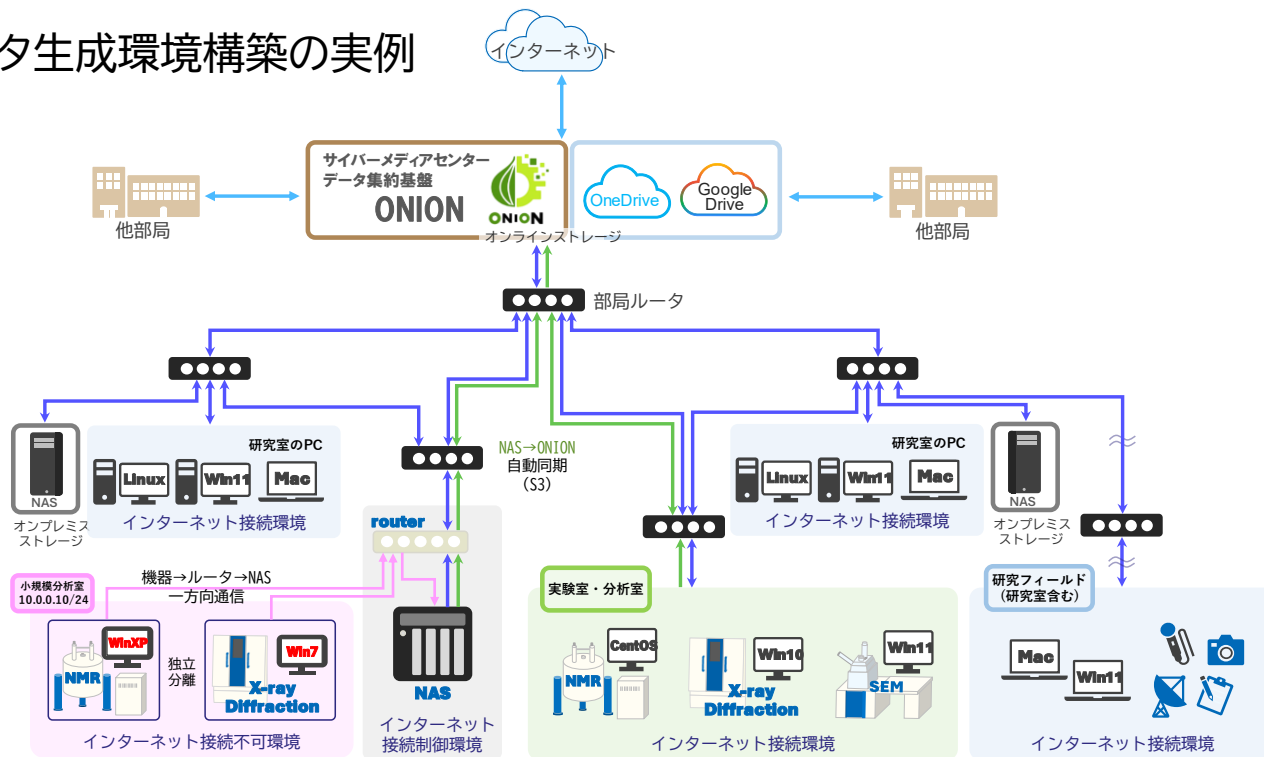 タ生成環境構築の実例
インターネット
サイバーメディアセンター
データ集約基盤
ONION
ONION
OneDrive
Google
Drive
オンラインストレージ
他部局
他部局
部局ルータ
NAS
オンプレミス
ストレージ
研究室のPC
Linux
Win11
Mac
インターネット接続環境
NAS→ONION
自動同期
(S3)
研究室のPC
Linux
Win11
Mac
インターネット接続環境
NAS
オンプレミス
ストレージ
router
小規模分析室
10.0.0.10/24
機器→ルータ→NAS
一方向通信
WinXP
NMR
独立
分離
Win7
X-ray
Diffraction
インターネット接続不可環境
NAS
インターネット
接続制御環境
実験室・分析室
CentOS
NMR
Win10
X-ray
Diffraction
Win11
SEM
インターネット接続環境
研究フィールド
(研究室含む)
Mac
Win11
インターネット接続環境